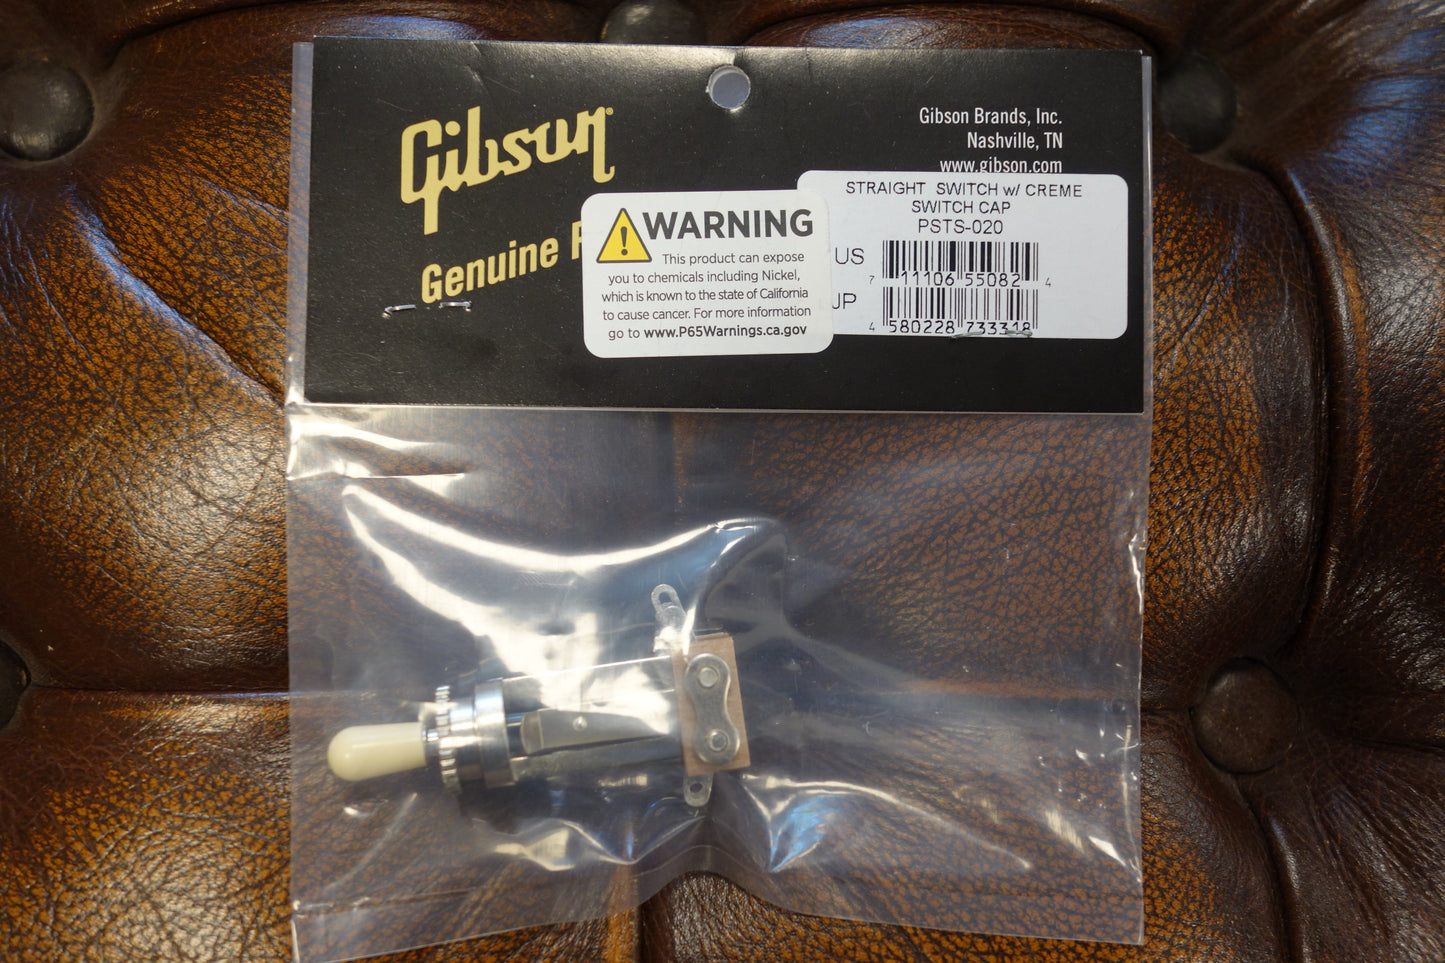 Gibson
Genuine
Gibson Brands, Inc.
Nashville, TN
www.gibson.com
WARNING
This product can expose
you to chemicals including Nickel,
which is known to the state of California
to cause cancer. For more information
go to www.P65Warnings.ca.gov
STRAIGHT SWITCH w/ CREME
SWITCH CAP
PSTS-020
US
7 11106 55082 4
JP
4 580228 733318